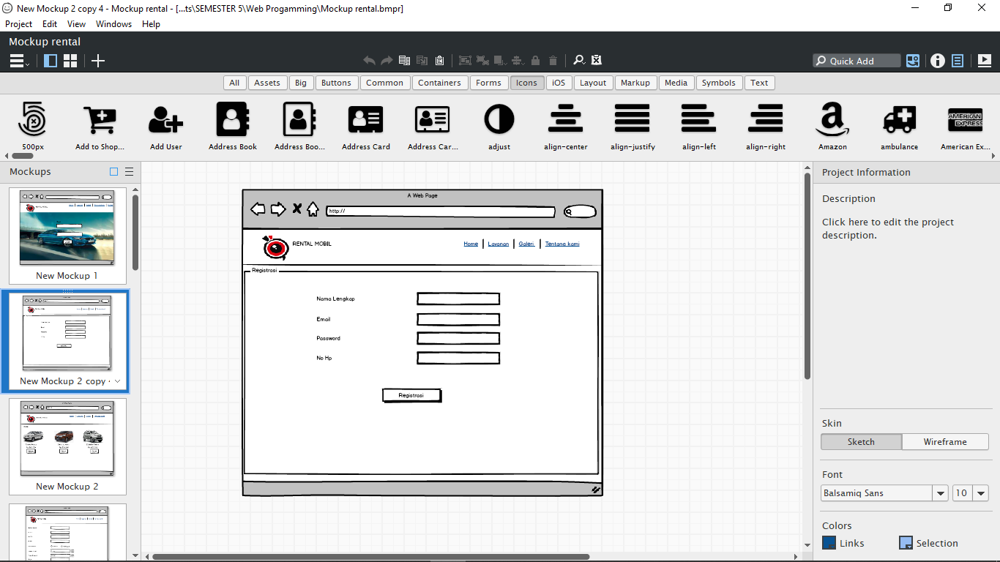 New Mockup 2 copy 4 - Mockup rental - [...ts\SEMESTER 5\Web Progamming\Mockup rental.bmpr]
Project Edit View Windows Help
Mockup rental
Quick Add
All Assets Big Buttons Common Containers Forms Icons iOS Layout Markup Media Symbols Text
AMERICAN EXPRESS
500px Add to Shop... Add User Address Book Address Boo... Address Card Address Car... adjust align-center align-justify align-left align-right Amazon ambulance American Ex...
Mockups
New Mockup 1
New Mockup 2 copy
New Mockup 2
A Web Page
http://
RENTAL MOBIL
Home Layanan Galeri Tentang kami
Registrasi
Nama Lengkap
Email
Password
No Hp
Registrasi
Project Information
Description
Click here to edit the project
description.
Skin
Sketch Wireframe
Font
Balsamiq Sans 10
Colors
Links Selection